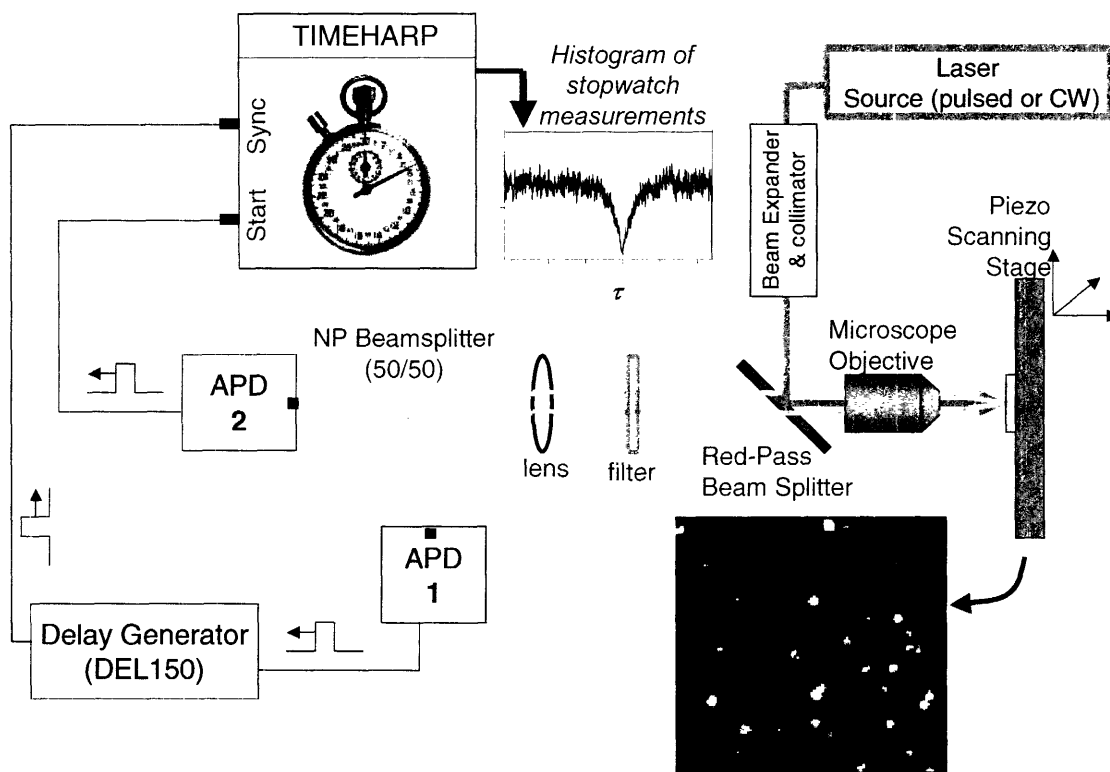 TIMEHARP
Sync
Start
Histogram of
stopwatch
measurements
τ
Laser
Source (pulsed or CW)
Beam Expander
& collimator
Piezo
Scanning
Stage
Microscope
Objective
NP Beamsplitter
(50/50)
APD
2
lens
filter
Red-Pass
Beam Splitter
APD
1
Delay Generator
(DEL150)